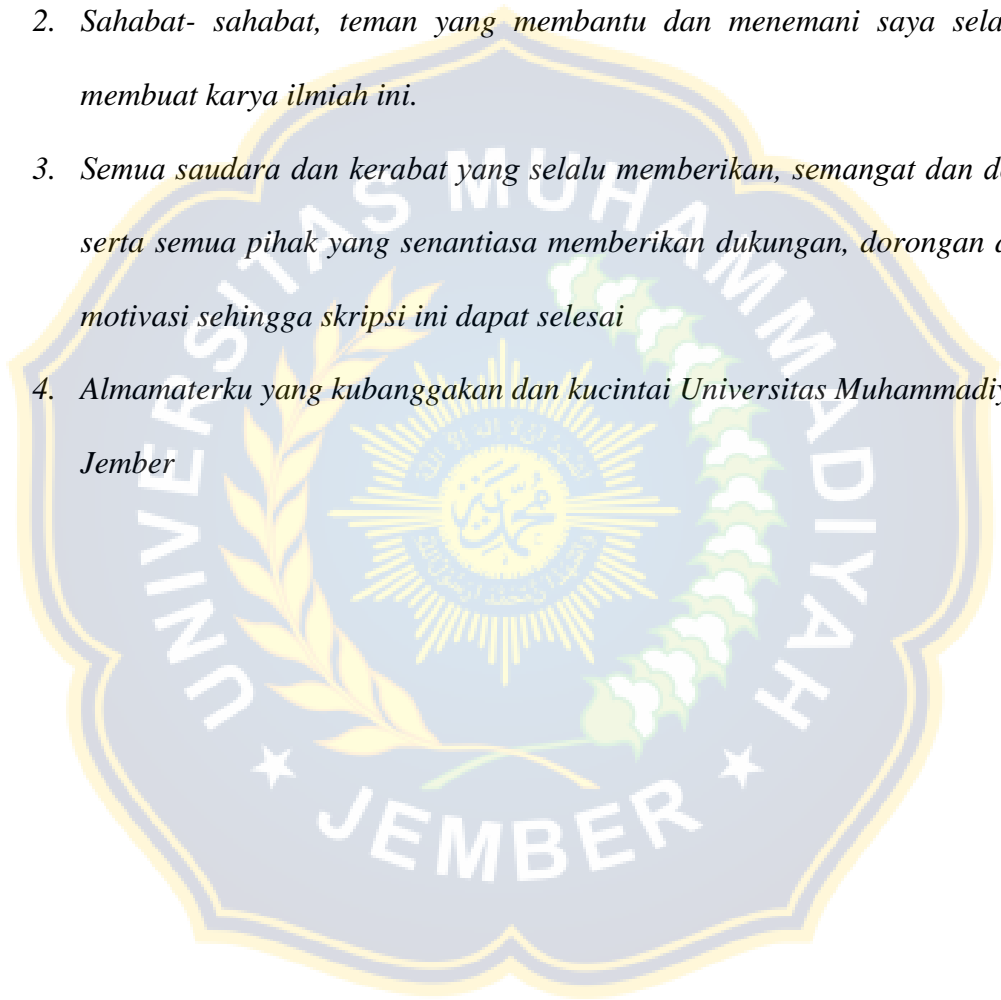 2. Sahabat- sahabat, teman yang membantu dan menemani saya
membuat karya ilmiah ini.
3. Semua saudara dan kerabat yang selalu memberikan, semangat dan
serta semua pihak yang senantiasa memberikan dukungan, dorongan
motivasi sehingga skripsi ini dapat selesai
4. Almamaterku yang kubanggakan dan kucintai Universitas
Jember
UNIVERSITAS MUHAMMADIYAH
JEMBER